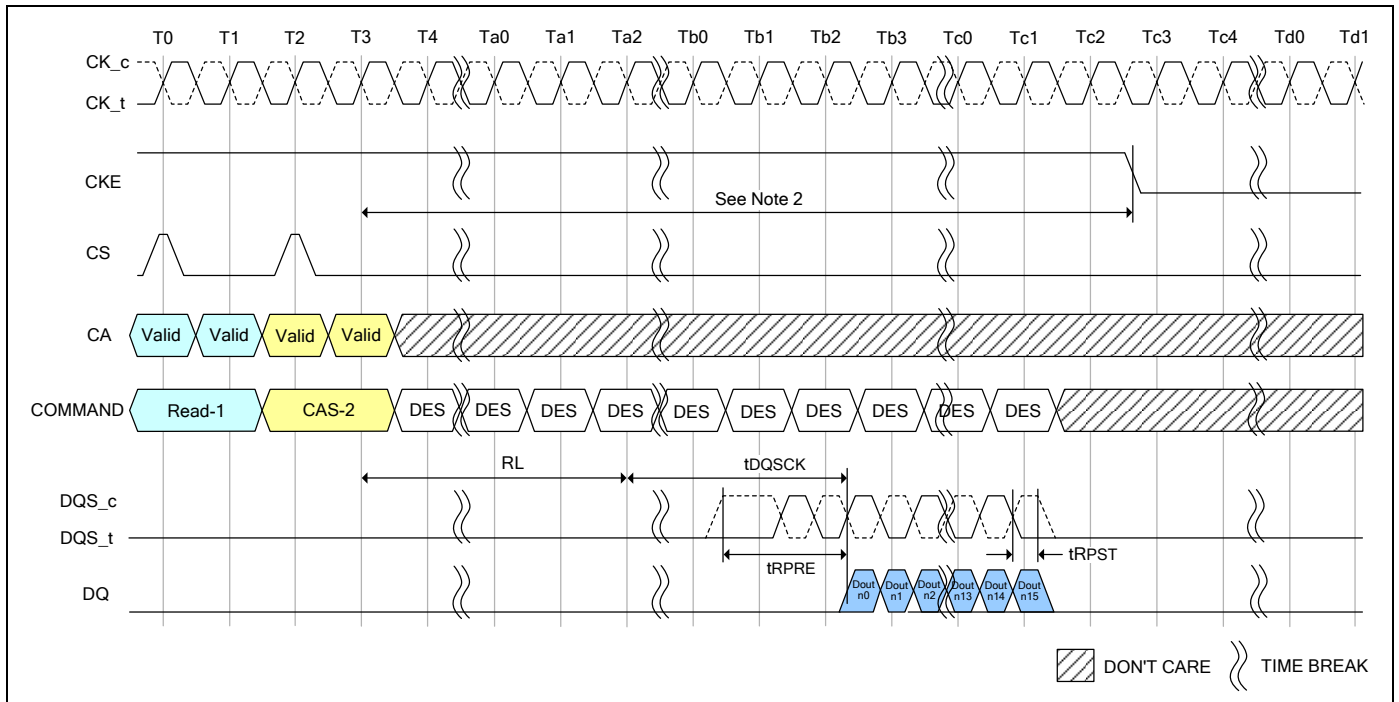 T0 T1 T2 T3 T4 Ta0 Ta1 Ta2 Tb0 Tb1 Tb2 Tb3 Tc0 Tc1 Tc2 Tc3 Tc4 Td0 Td1
CK_c
CK_t
CKE
See Note 2
CS
CA Valid Valid Valid Valid
COMMAND Read-1 CAS-2 DES DES DES DES DES DES DES DES DES DES
RL tDQSCK
DQS_c
DQS_t
tRPRE tRPST
DQ Dout n0 Dout n1 Dout n2 Dout n13 Dout n14 Dout n15
DON'T CARE TIME BREAK